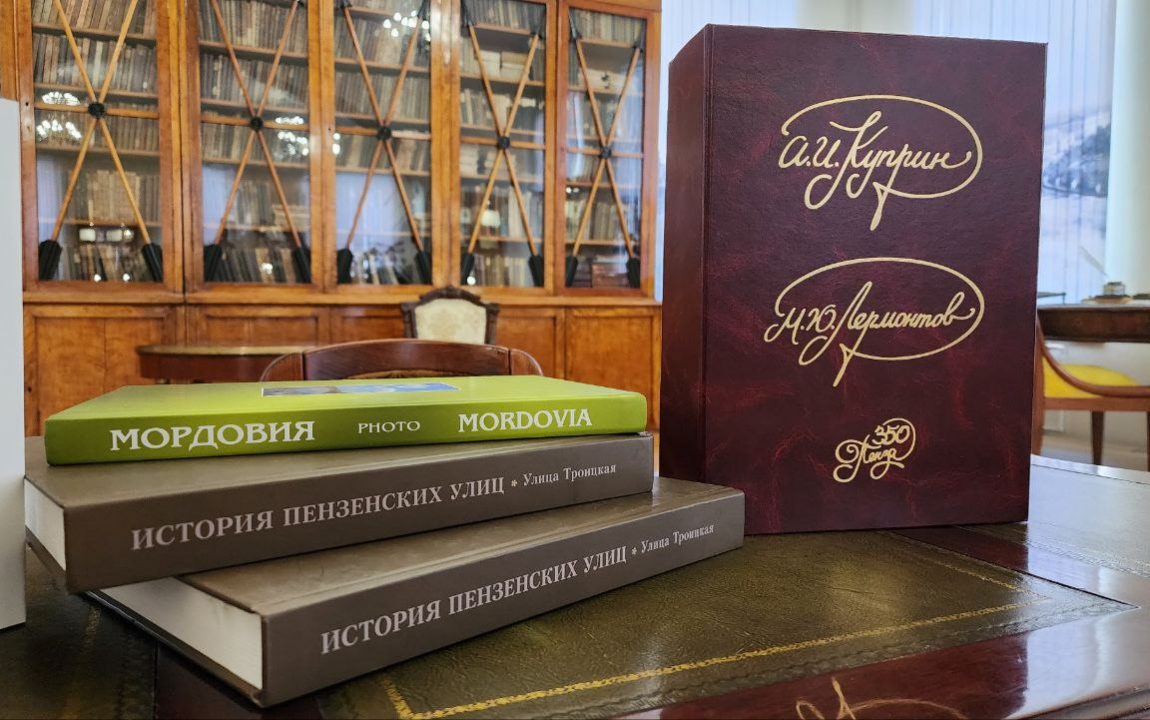 А.И. Куприн
М.Ю. Лермонтов
350
Пенза
МОРДОВИЯ PHOTO MORDOVIA
ИСТОРИЯ ПЕНЗЕНСКИХ УЛИЦ * Улица Троицкая
ИСТОРИЯ ПЕНЗЕНСКИХ УЛИЦ * Улица Троицкая